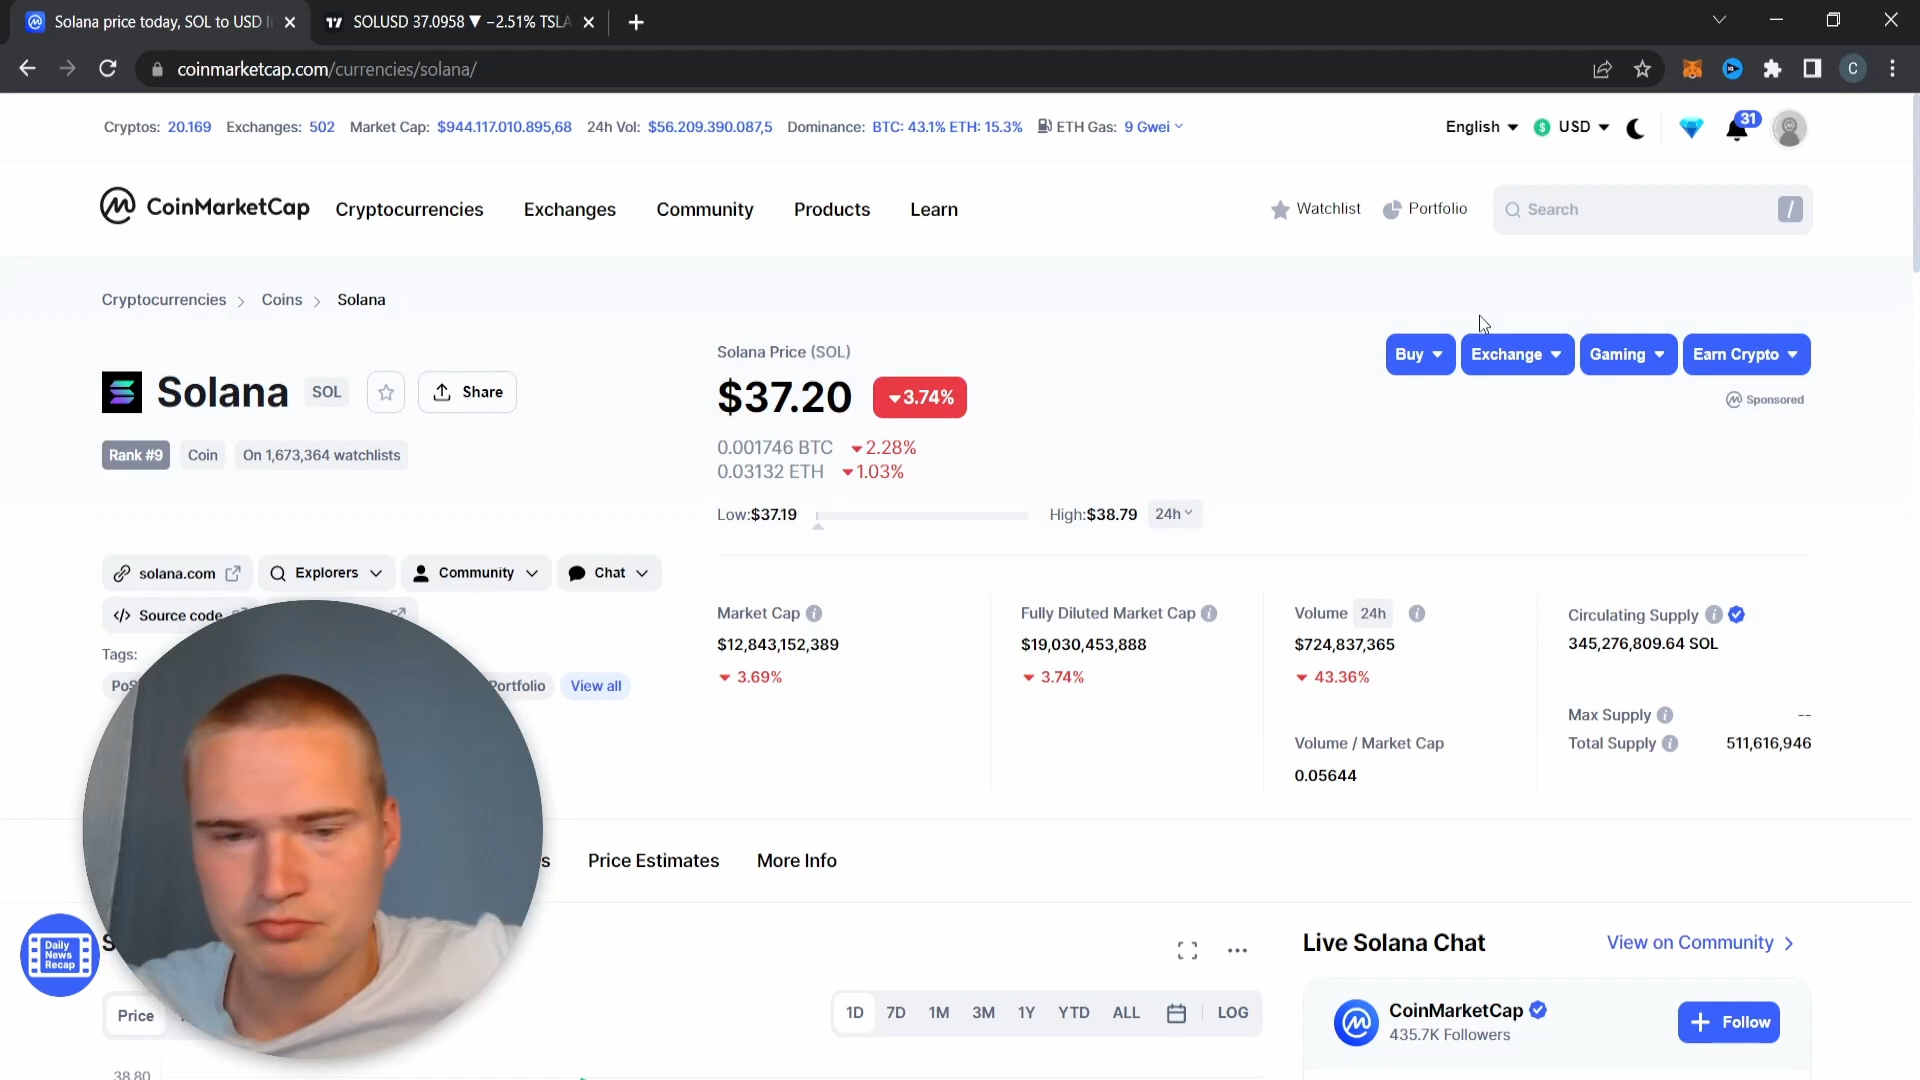 Solana price today, SOL to USD li
SOLUSD 37.0958 ▼ −2.51% TSLA
coinmarketcap.com/currencies/solana/
C
Cryptos: 20.169 Exchanges: 502 Market Cap: $944.117.010.895,68 24h Vol: $56.209.390.087,5 Dominance: BTC: 43.1% ETH: 15.3% ETH Gas: 9 Gwei
English USD 31
CoinMarketCap Cryptocurrencies Exchanges Community Products Learn Watchlist Portfolio Search /
Cryptocurrencies > Coins > Solana
Buy Exchange Gaming Earn Crypto
Sponsored
Solana SOL Share
Rank #9 Coin On 1,673,364 watchlists
Solana Price (SOL)
$37.20 3.74%
0.001746 BTC 2.28%
0.03132 ETH 1.03%
Low:$37.19 High:$38.79 24h
solana.com Explorers Community Chat
Source code
Tags:
PoS Portfolio View all
Market Cap
$12,843,152,389
3.69%
Fully Diluted Market Cap
$19,030,453,888
3.74%
Volume 24h
$724,837,365
43.36%
Volume / Market Cap
0.05644
Circulating Supply
345,276,809.64 SOL
Max Supply --
Total Supply 511,616,946
s Price Estimates More Info
Daily
News
Recap
S
Price
1D 7D 1M 3M 1Y YTD ALL LOG
38.80
Live Solana Chat View on Community >
CoinMarketCap
435.7K Followers
+ Follow